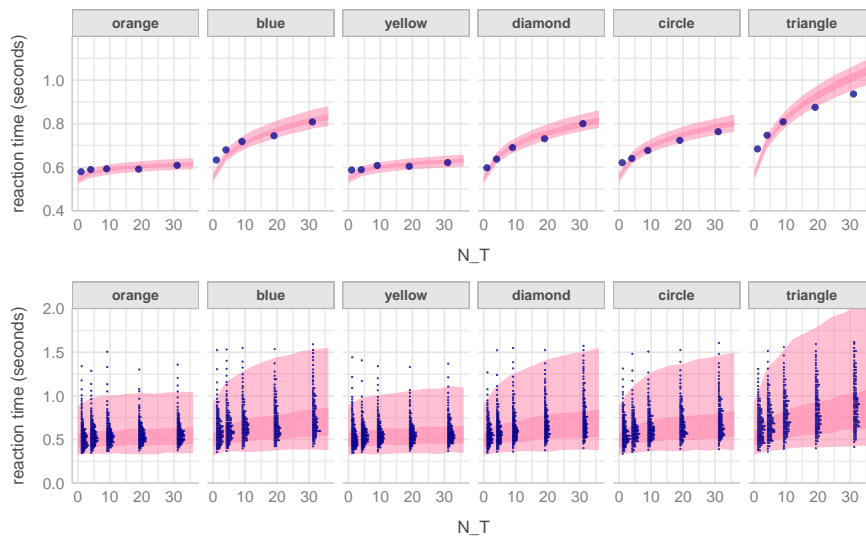 orange blue yellow diamond circle triangle
reaction time (seconds)
1.0
0.8
0.6
0.4
0 10 20 30 0 10 20 30 0 10 20 30 0 10 20 30 0 10 20 30 0 10 20 30
N_T
orange blue yellow diamond circle triangle
reaction time (seconds)
2.0
1.5
1.0
0.5
0.0
0 10 20 30 0 10 20 30 0 10 20 30 0 10 20 30 0 10 20 30 0 10 20 30
N_T